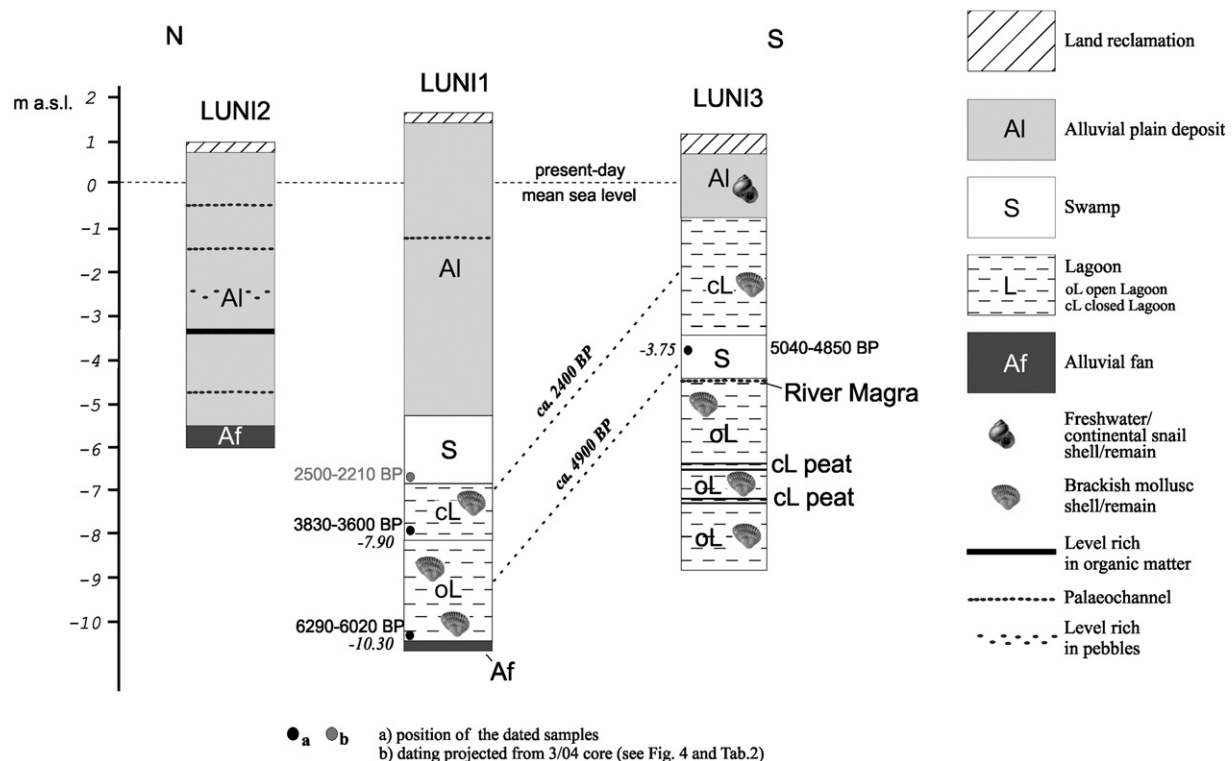 N
S
m a.s.l.
2
1
0
−1
−2
−3
−4
−5
−6
−7
−8
−9
−10
LUNI2
Al
Af
LUNI1
Al
S
2500-2210 BP
cL
3830-3600 BP
-7.90
oL
6290-6020 BP
-10.30
Af
present-day
mean sea level
ca. 2400 BP
ca. 4900 BP
LUNI3
Al
cL
-3.75
S
5040-4850 BP
River Magra
oL
cL peat
oL
cL peat
oL
Land reclamation
Al
Alluvial plain deposit
S
Swamp
L
Lagoon
oL open Lagoon
cL closed Lagoon
Af
Alluvial fan
Freshwater/
continental snail
shell/remain
Brackish mollusc
shell/remain
Level rich
in organic matter
Palaeochannel
Level rich
in pebbles
a b
a) position of the dated samples
b) dating projected from 3/04 core (see Fig. 4 and Tab.2)